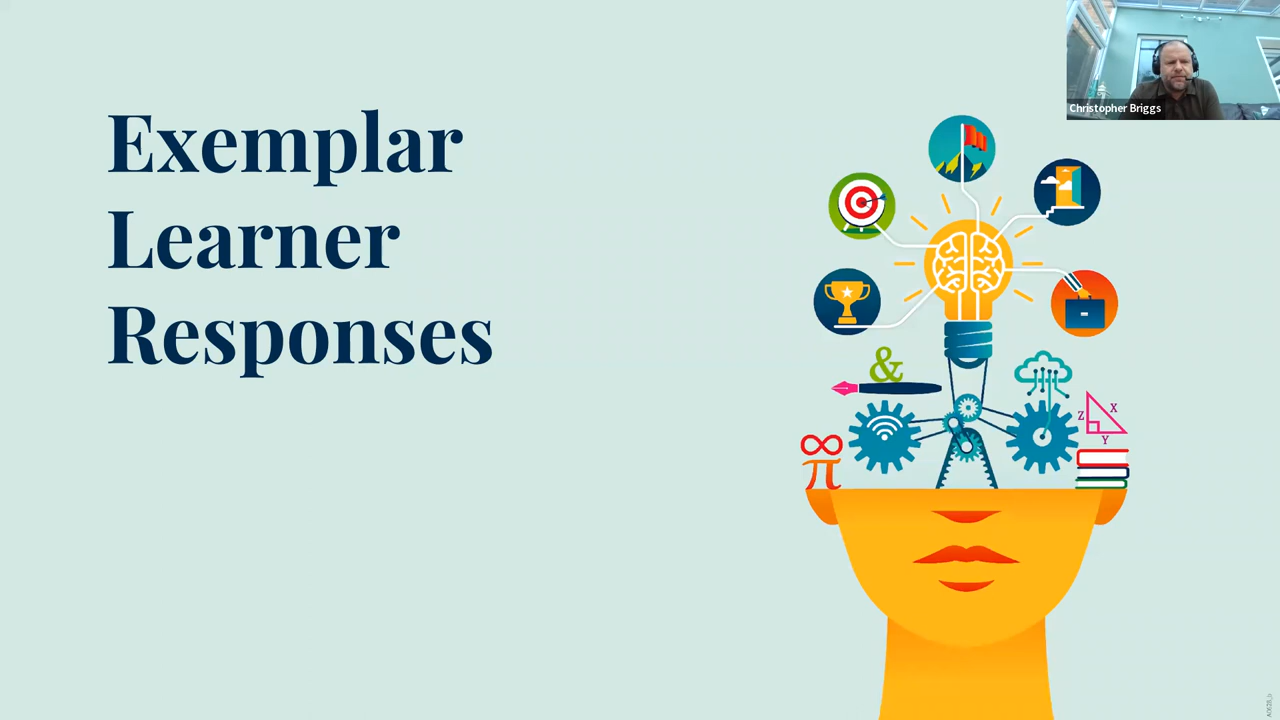 Exemplar
Learner
Responses
Christopher Briggs
&
∞
π
Z
X
Y